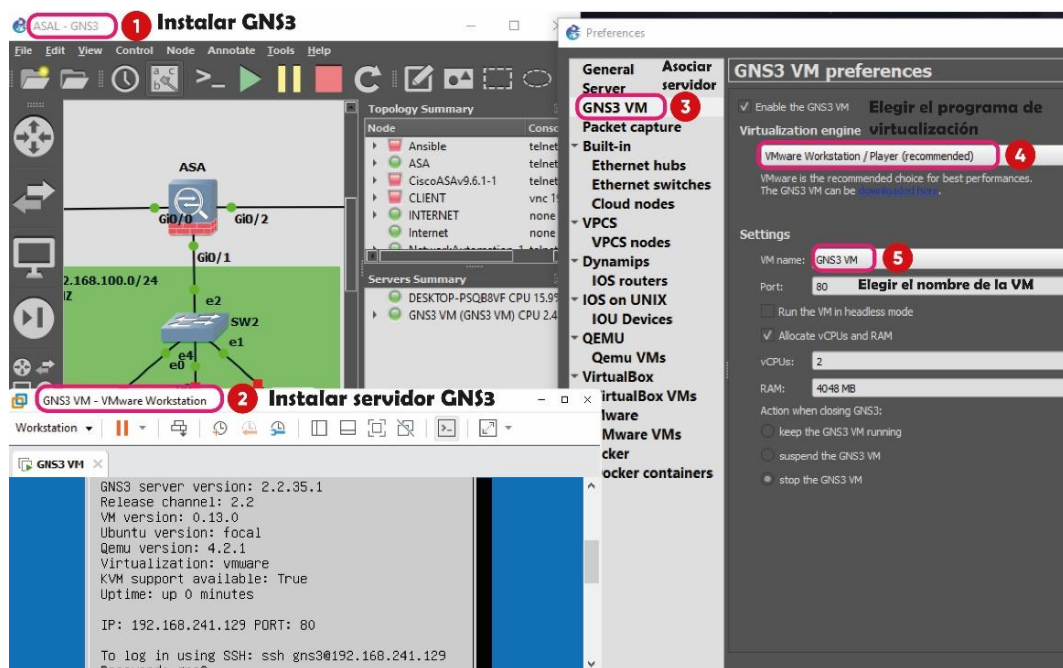 ASAL - GNS3
1
Instalar GNS3
File Edit View Control Node Annotate Tools Help
Topology Summary
Node
Ansible telnet
ASA telnet
CiscoASAv9.6.1-1 telnet
CLIENT
INTERNET none
Internet none
Servers Summary
DESKTOP-PSQB8VF CPU 15.9%
GNS3 VM (GNS3 VM) CPU 2.4
ASA
Gi0/0
Gi0/2
Gi0/1
2.168.100.0/24
e2
SW2
e1
e4
e0
GNS3 VM - VMware Workstation
2
Instalar servidor GNS3
Workstation
GNS3 VM
GNS3 server version: 2.2.35.1
Release channel: 2.2
VM version: 0.13.0
Ubuntu version: focal
Qemu version: 4.2.1
Virtualization: vmware
KVM support available: True
Uptime: up 0 minutes
IP: 192.168.241.129 PORT: 80
To log in using SSH: ssh gns3@192.168.241.129
Preferences
General
Asociar servidor
Server
GNS3 VM
3
Packet capture
Built-in
Ethernet hubs
Ethernet switches
Cloud nodes
VPCS
VPCS nodes
Dynamips
IOS routers
IOS on UNIX
IOU Devices
QEMU
Qemu VMs
VirtualBox
VirtualBox VMs
Mware VMs
ocker containers
GNS3 VM preferences
Enable the GNS3 VM
Elegir el programa de
Virtualization engine
virtualización
VMware Workstation / Player (recommended)
4
VMware is the recommended choice for best performances.
The GNS3 VM can be downloaded here.
Settings
VM name: GNS3 VM
5
Port: 80
Elegir el nombre de la VM
Run the VM in headless mode
Allocate vCPUs and RAM
vCPUs: 2
RAM: 4048 MB
Action when closing GNS3:
keep the GNS3 VM running
suspend the GNS3 VM
stop the GNS3 VM